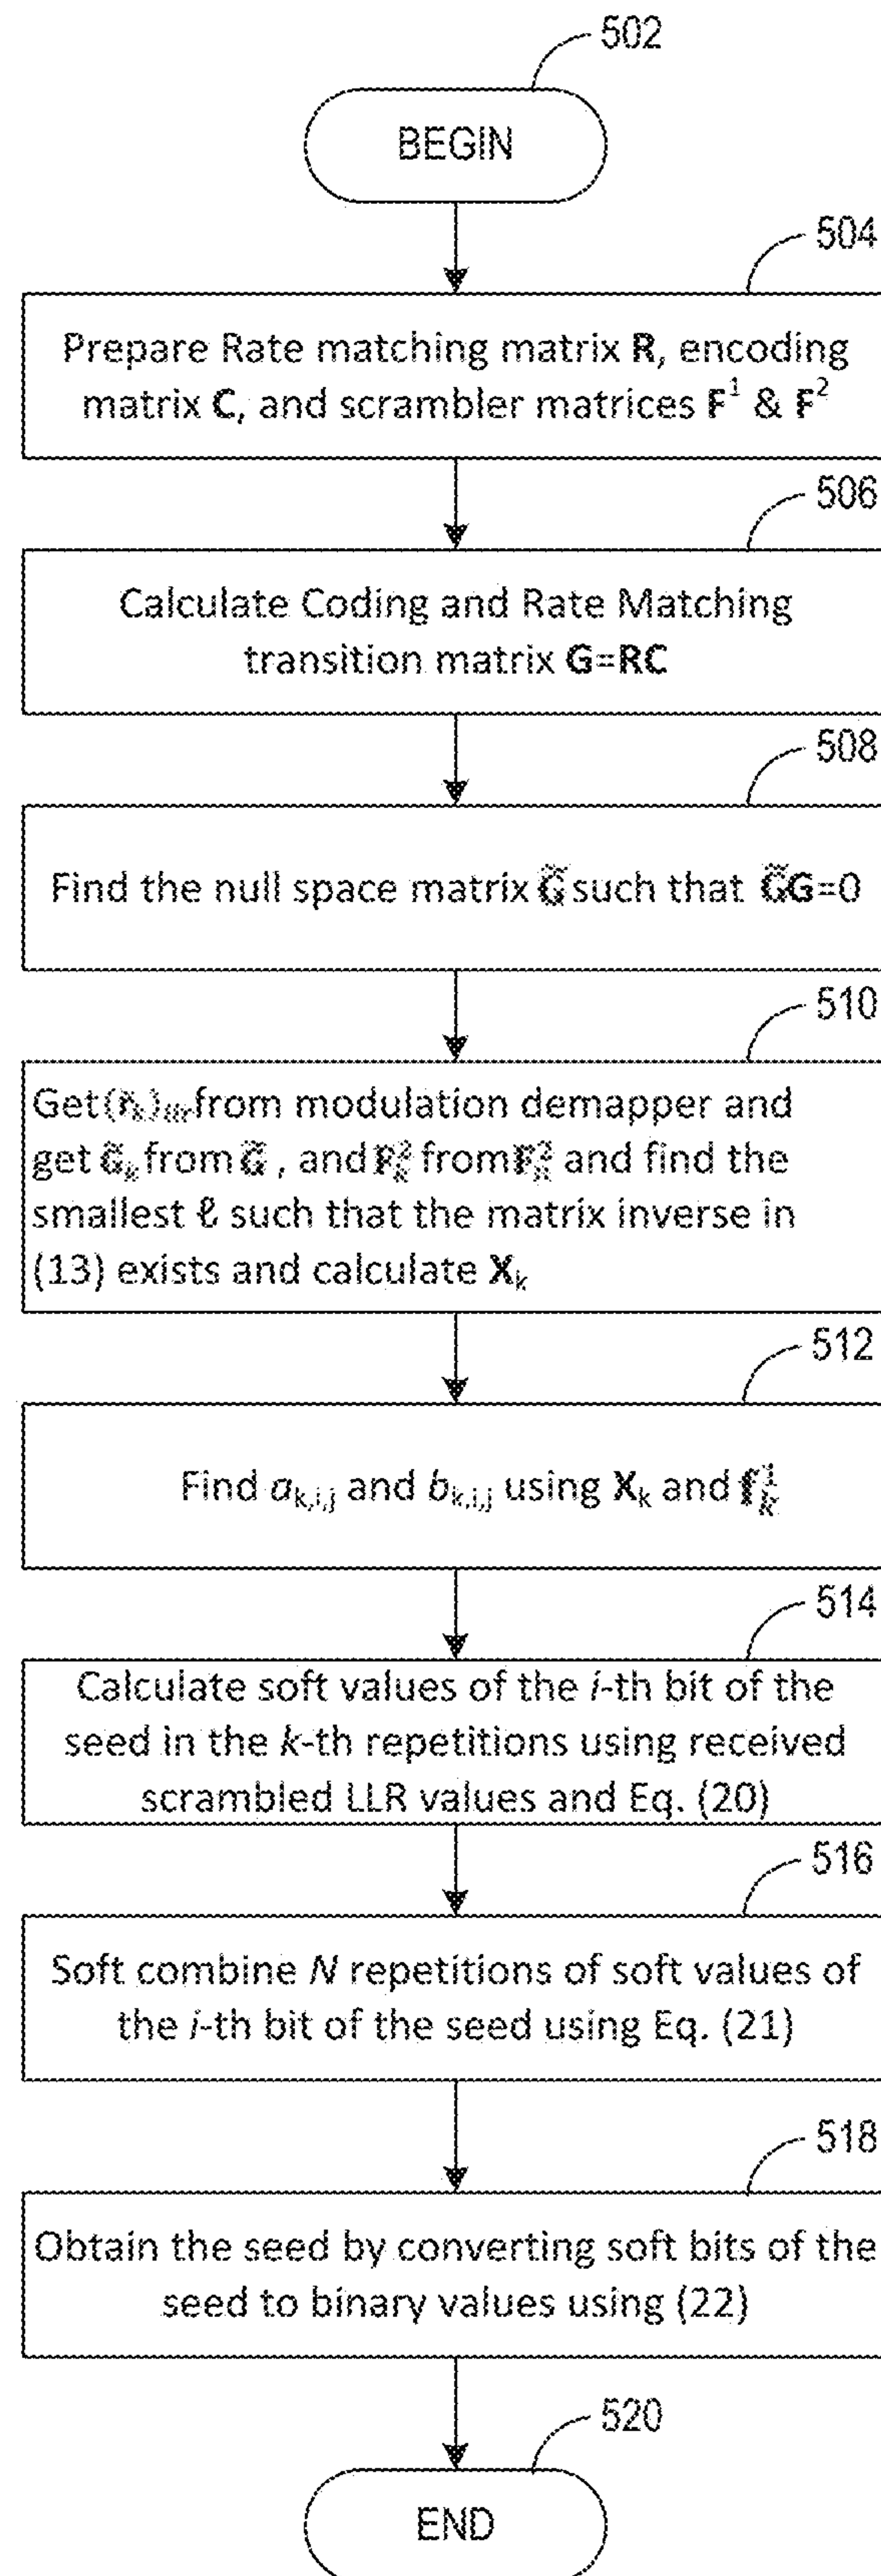 502
BEGIN
504
Prepare Rate matching matrix R, encoding
matrix C, and scrambler matrices F¹ & F²
506
Calculate Coding and Rate Matching
transition matrix G=RC
508
Find the null space matrix G̃ such that G̃G=0
510
Get from modulation demapper and
get G̃ₖ from G̃, and from and find the
smallest ℓ such that the matrix inverse in
(13) exists and calculate Xₖ
512
Find aₖ,ᵢ,ⱼ and bₖ,ᵢ,ⱼ using Xₖ and fₖ¹
514
Calculate soft values of the i-th bit of the
seed in the k-th repetitions using received
scrambled LLR values and Eq. (20)
516
Soft combine N repetitions of soft values of
the i-th bit of the seed using Eq. (21)
518
Obtain the seed by converting soft bits of the
seed to binary values using (22)
520
END